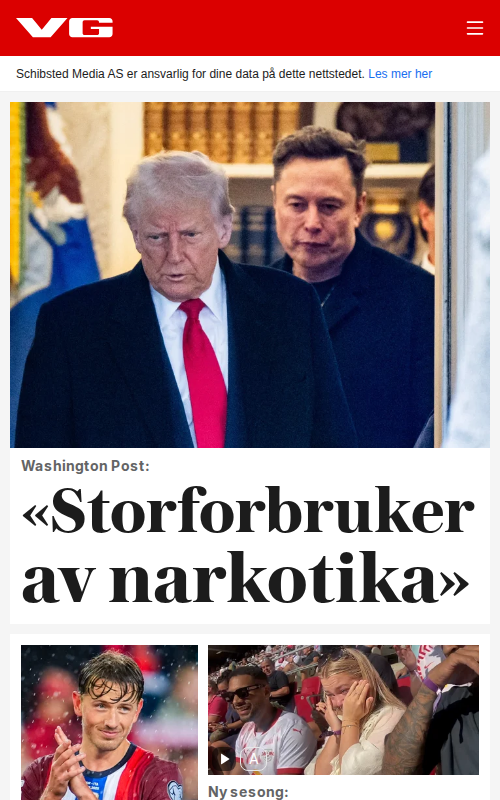 VG
Schibsted Media AS er ansvarlig for dine data på dette nettstedet. Les mer her
Washington Post:
«Storforbruker
av narkotika»
A
Ny sesong: